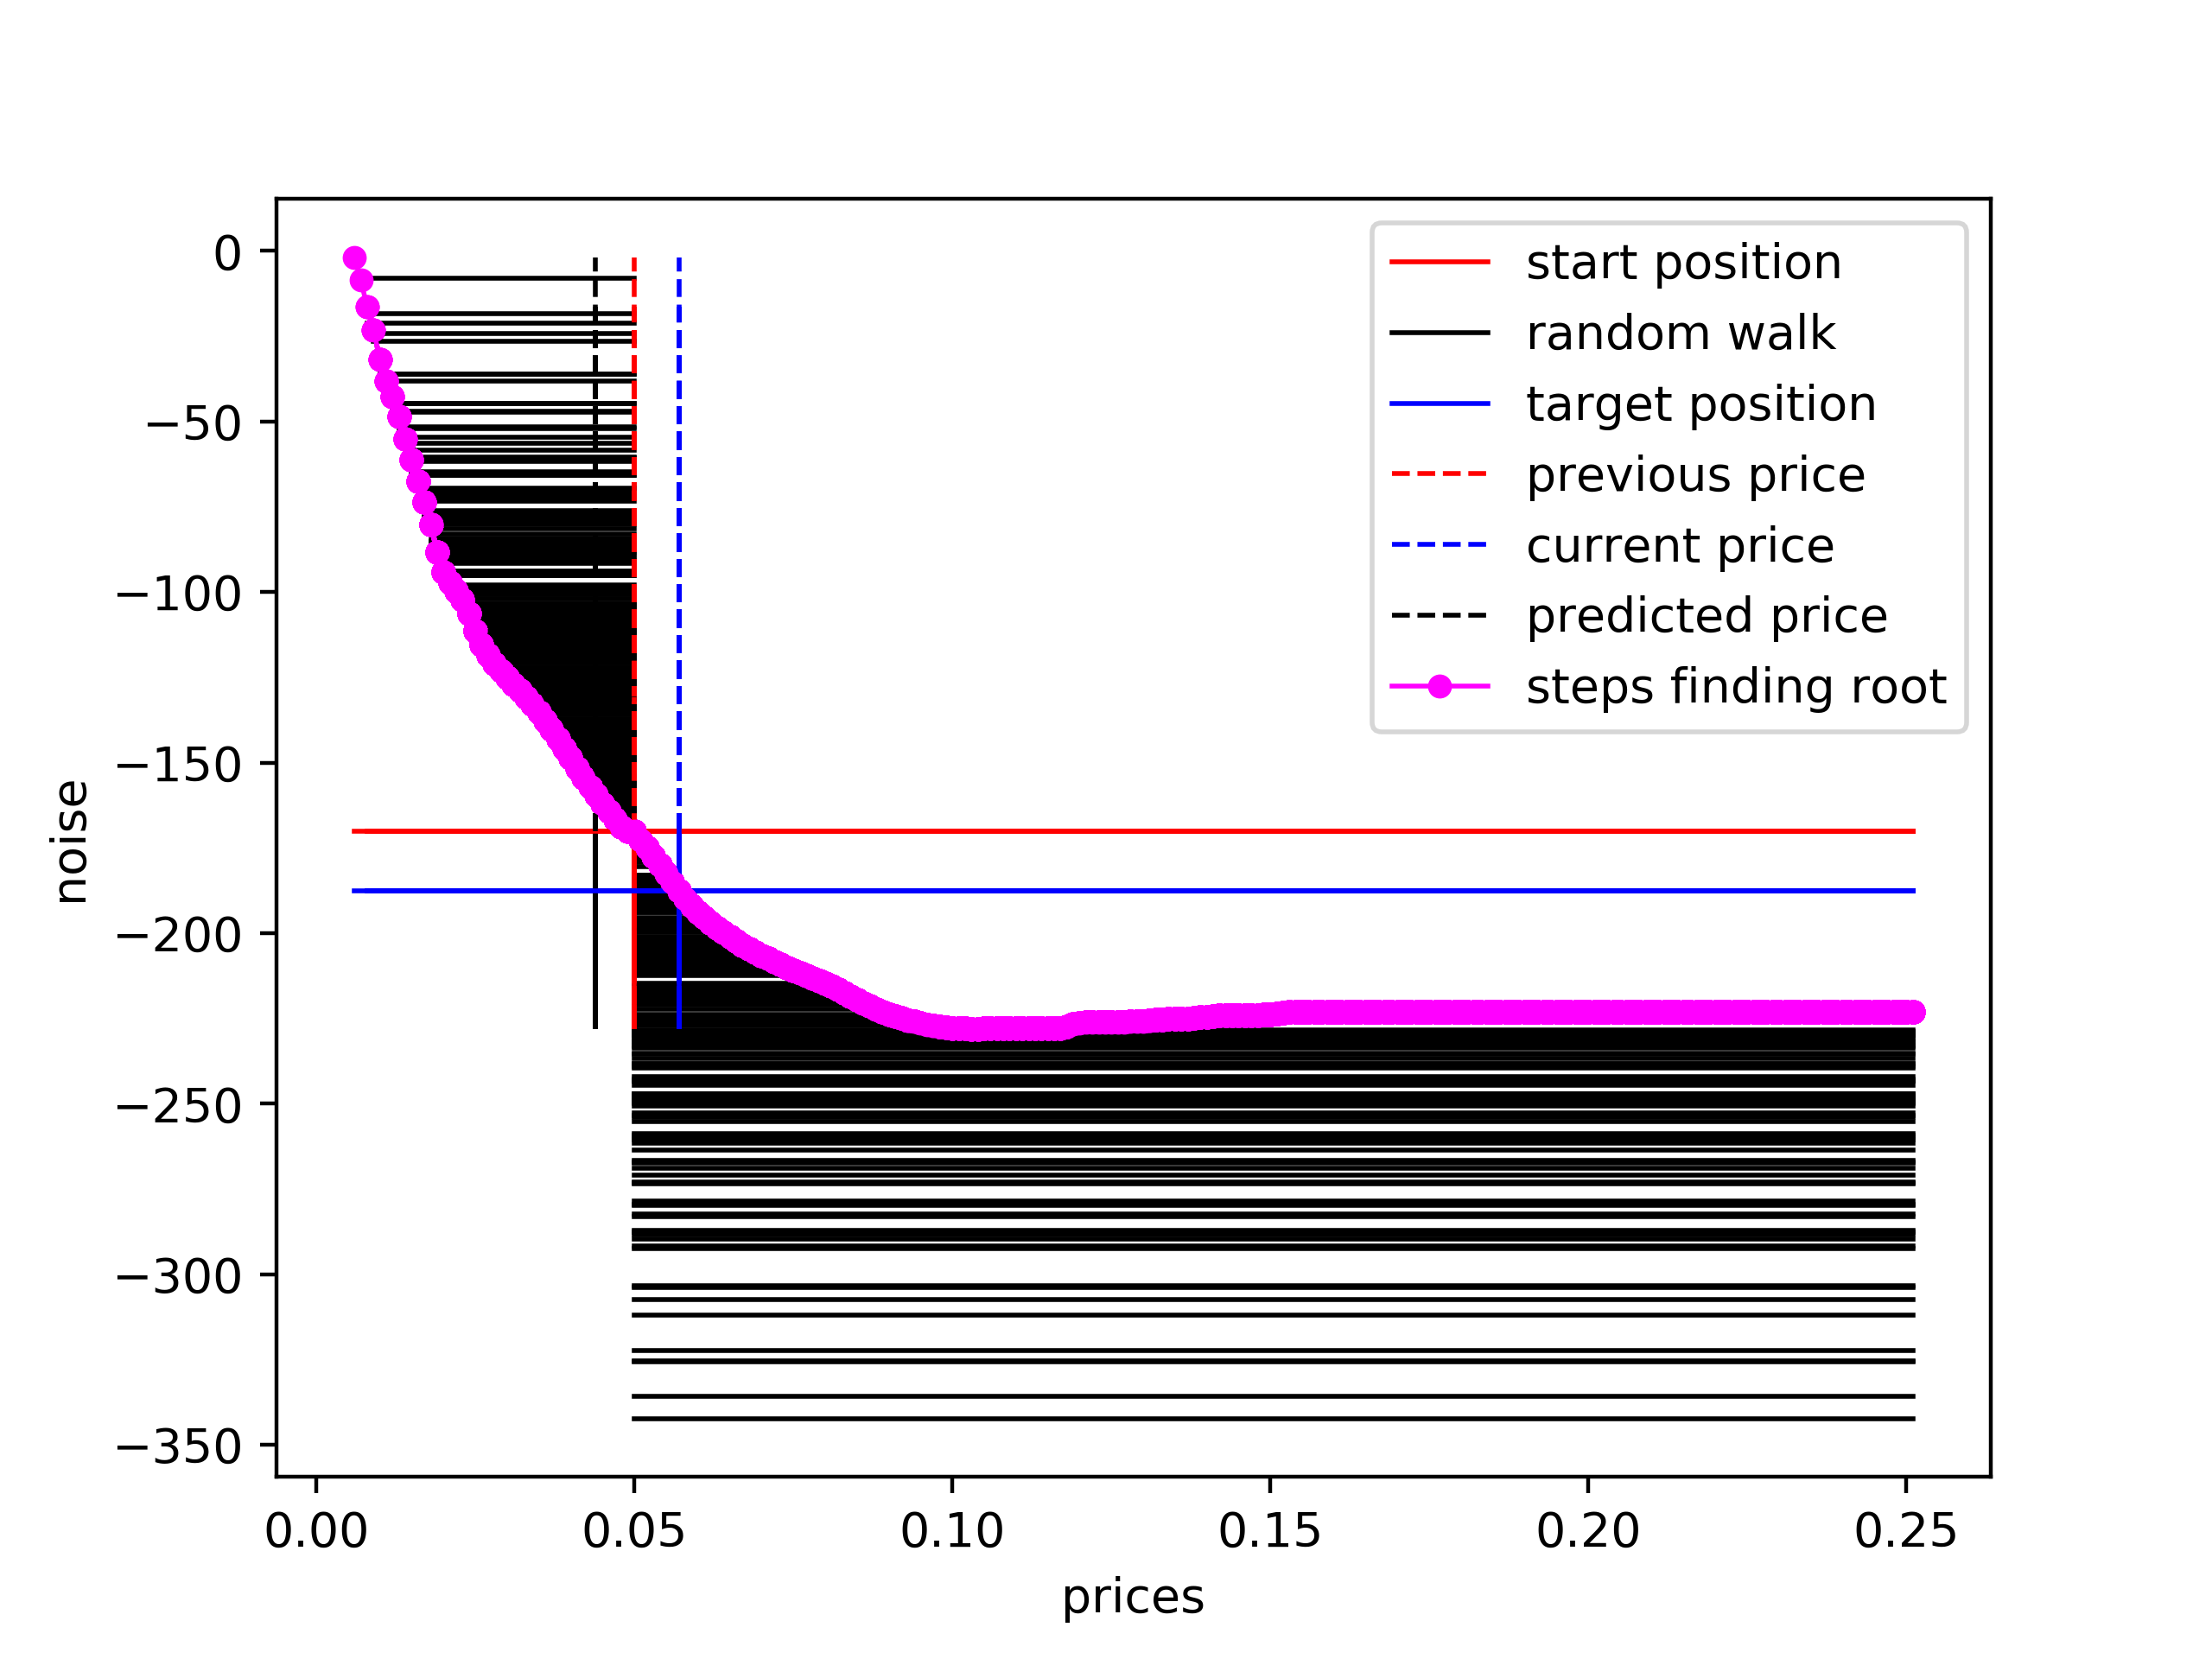 start position
random walk
target position
previous price
current price
predicted price
steps finding root
0
−50
−100
−150
−200
−250
−300
−350
noise
0.00 0.05 0.10 0.15 0.20 0.25
prices